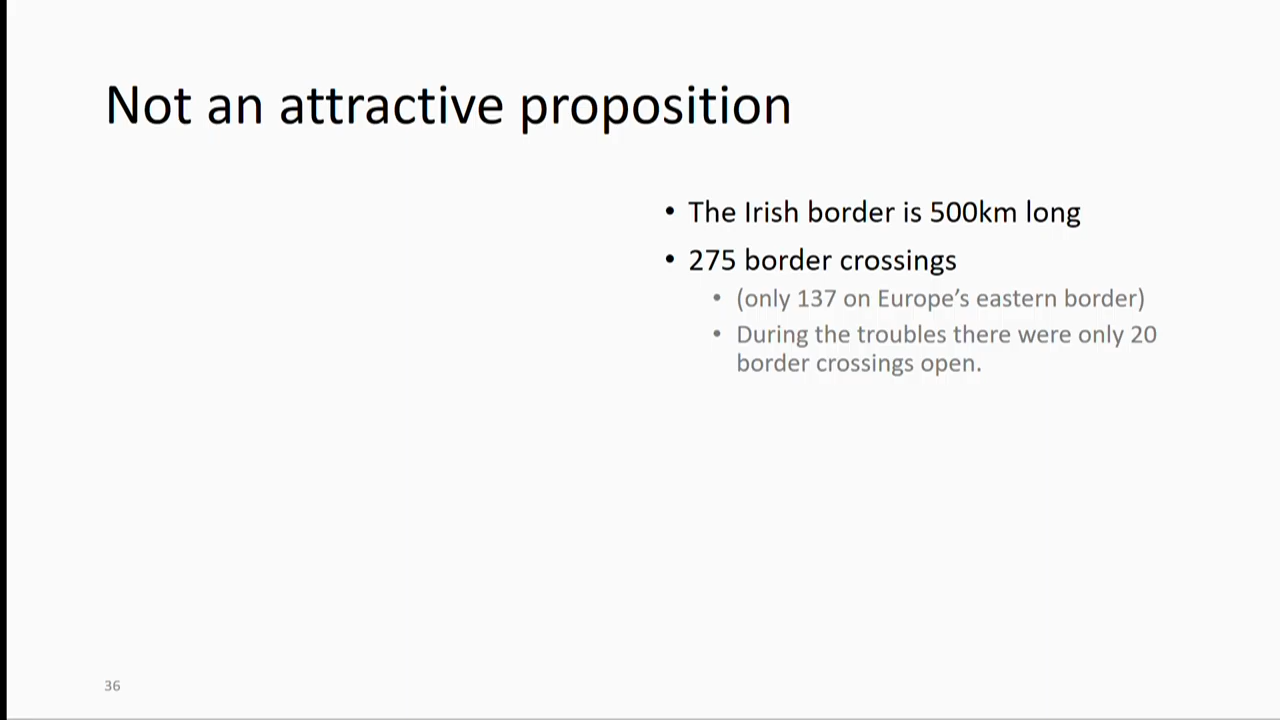 Not an attractive proposition
• The Irish border is 500km long
• 275 border crossings
• (only 137 on Europe’s eastern border)
• During the troubles there were only 20
border crossings open.
36